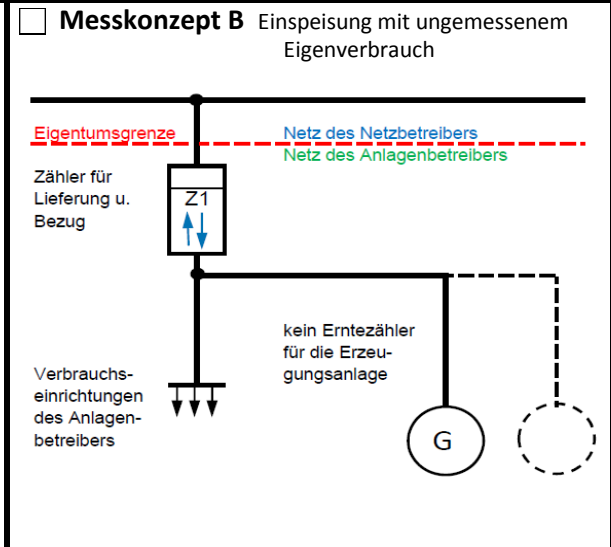 Messkonzept B Einspeisung mit ungemessenem
Eigenverbrauch
Eigentumsgrenze
Netz des Netzbetreibers
Netz des Anlagenbetreibers
Zähler für
Lieferung u.
Bezug
Z1
kein Erntezähler
für die Erzeu-
gungsanlage
Verbrauchs-
einrichtungen
des Anlagen-
betreibers
G